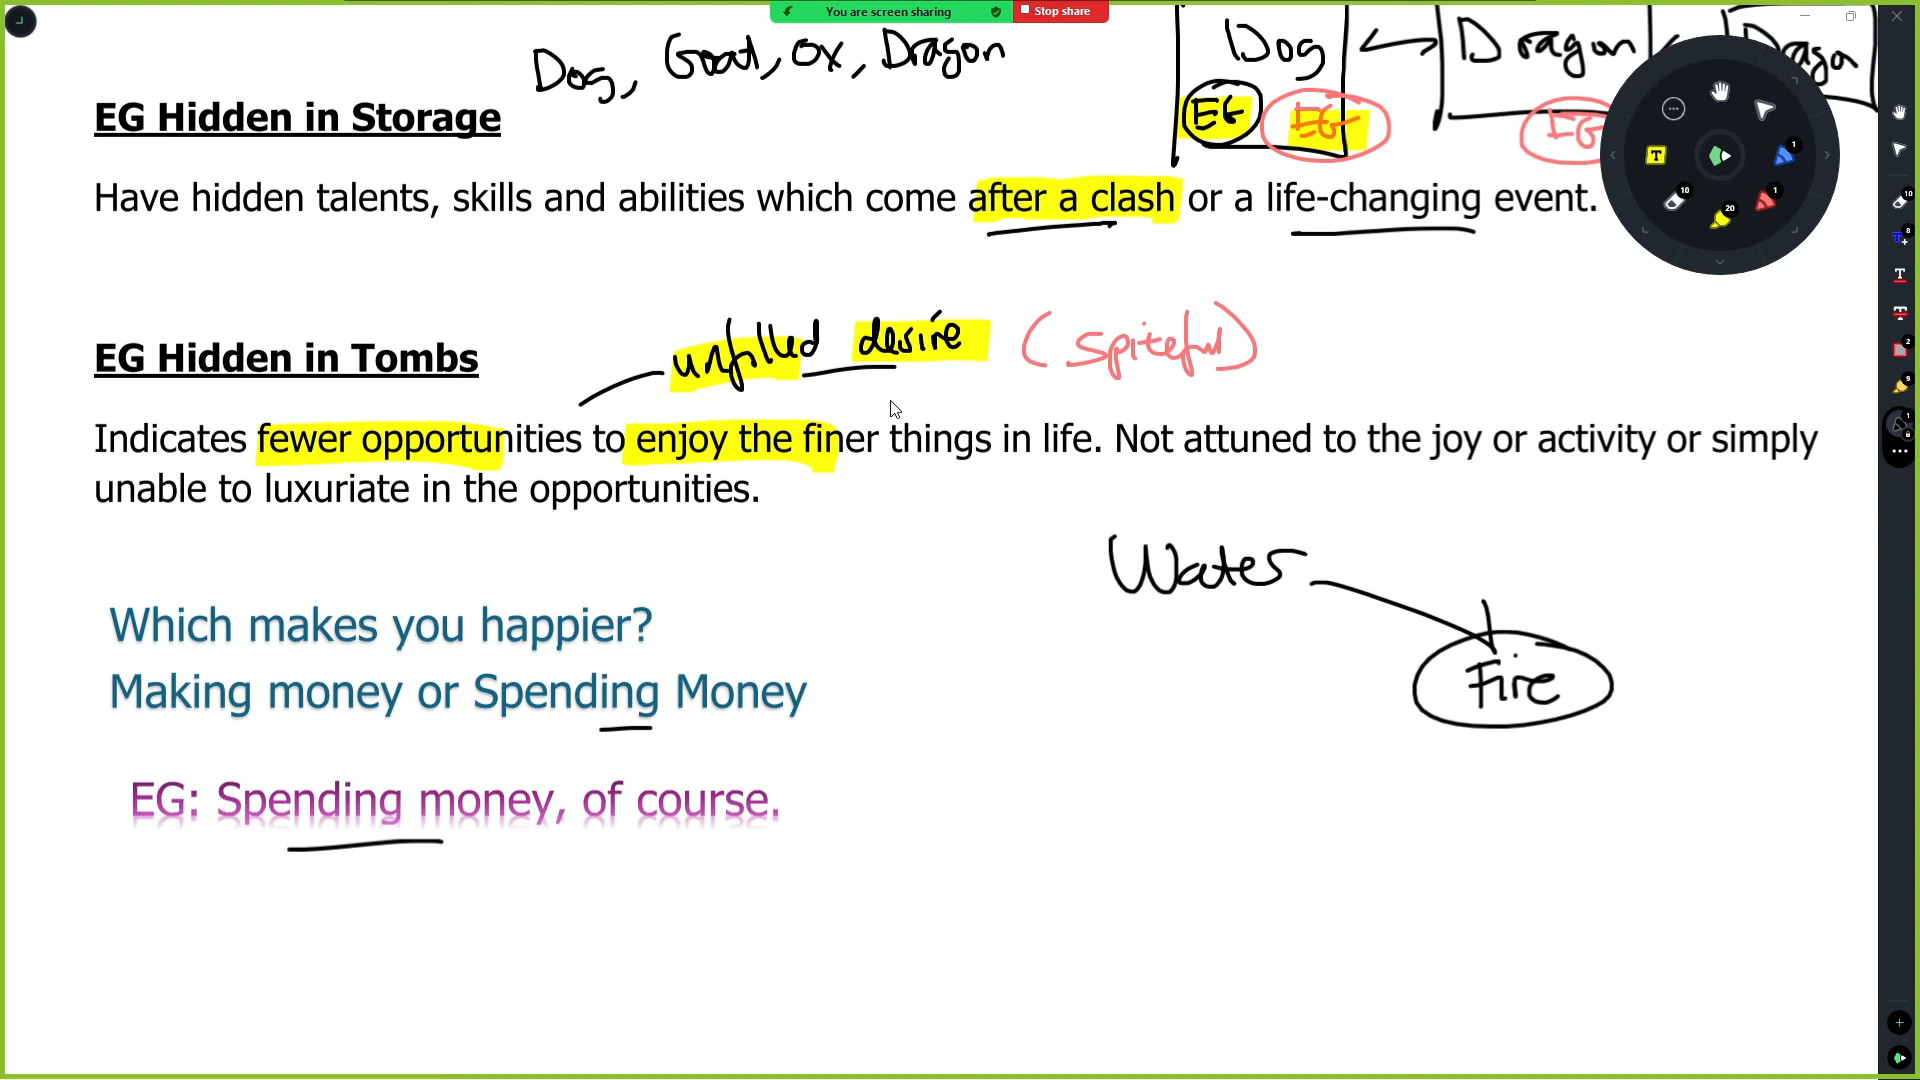 You are screen sharing Stop share
Dog, Goat, Ox, Dragon
Dog Dragon Dragon
EG EG EG
EG Hidden in Storage
Have hidden talents, skills and abilities which come after a clash or a life-changing event.
unfilled desire (Spiteful)
EG Hidden in Tombs
Indicates fewer opportunities to enjoy the finer things in life. Not attuned to the joy or activity or simply
unable to luxuriate in the opportunities.
Water
Fire
Which makes you happier?
Making money or Spending Money
EG: Spending money, of course.